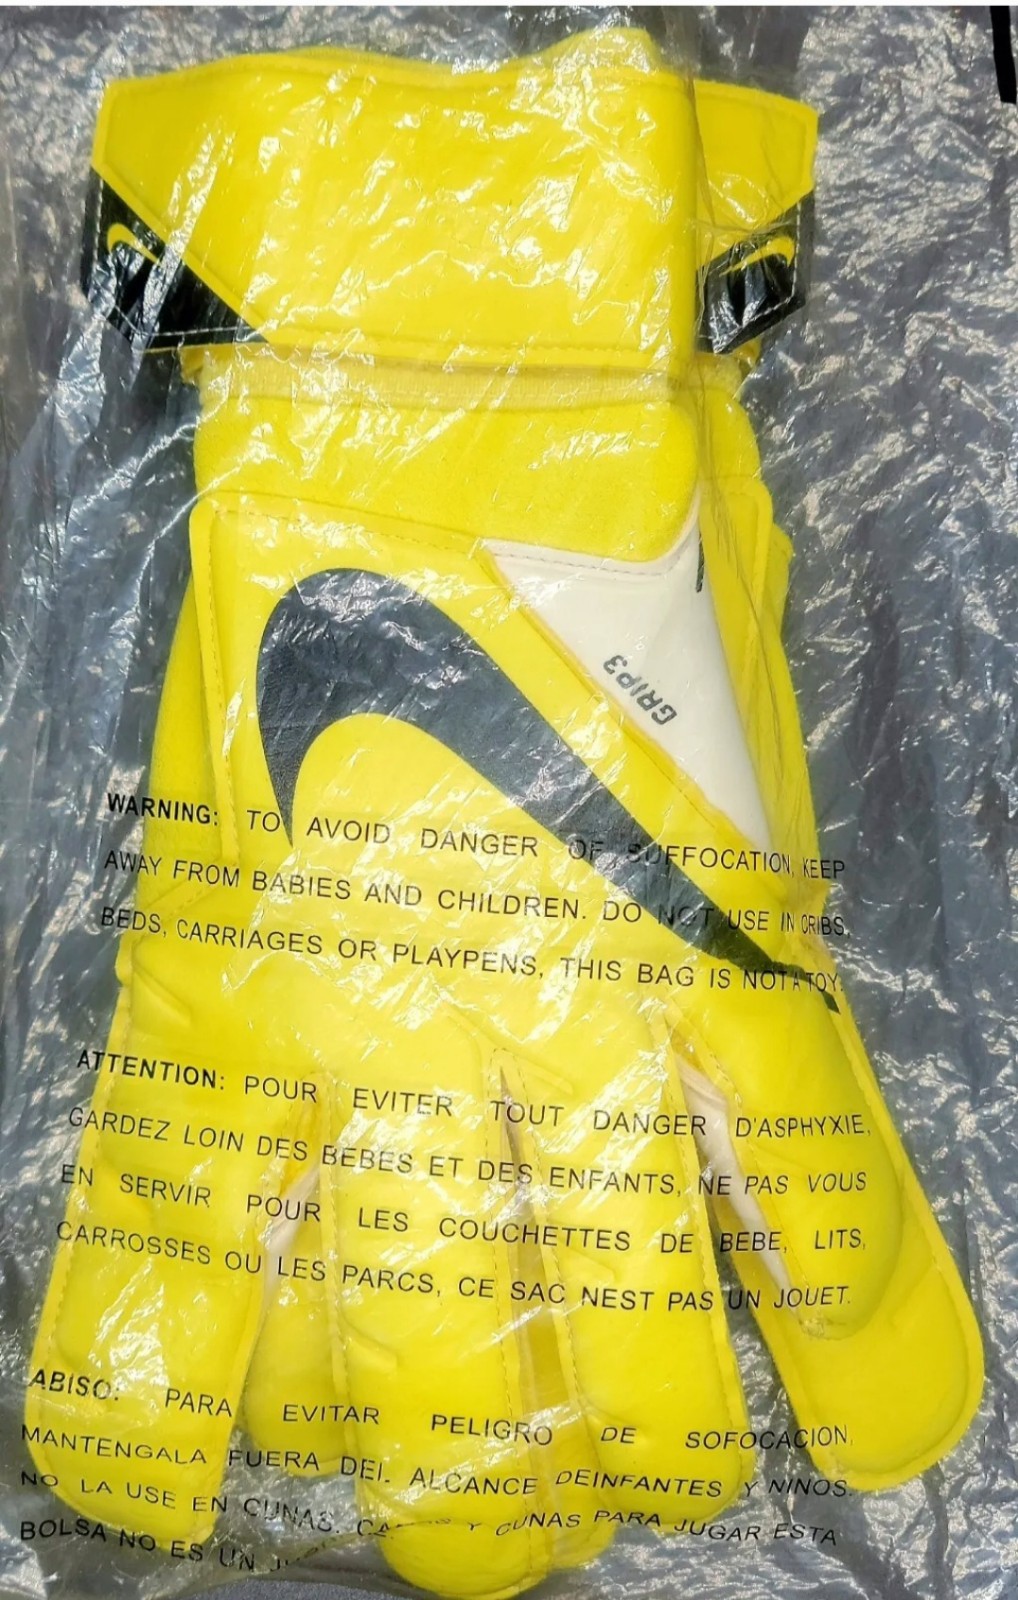 GRIP3
WARNING: TO AVOID DANGER OF SUFFOCATION, KEEP
AWAY FROM BABIES AND CHILDREN. DO NOT USE IN CRIBS,
BEDS, CARRIAGES OR PLAYPENS, THIS BAG IS NOT A TOY.
ATTENTION: POUR EVITER TOUT DANGER D'ASPHYXIE,
GARDEZ LOIN DES BEBES ET DES ENFANTS, NE PAS VOUS
EN SERVIR POUR LES COUCHETTES DE BEBE, LITS,
CARROSSES OU LES PARCS, CE SAC NEST PAS UN JOUET.
ABISO: PARA EVITAR PELIGRO DE SOFOCACION,
MANTENGALA FUERA DEL ALCANCE DEINFANTES Y NINOS.
NO LA USE EN CUNAS. Y CUNAS PARA JUGAR ESTA
BOLSA NO ES UN